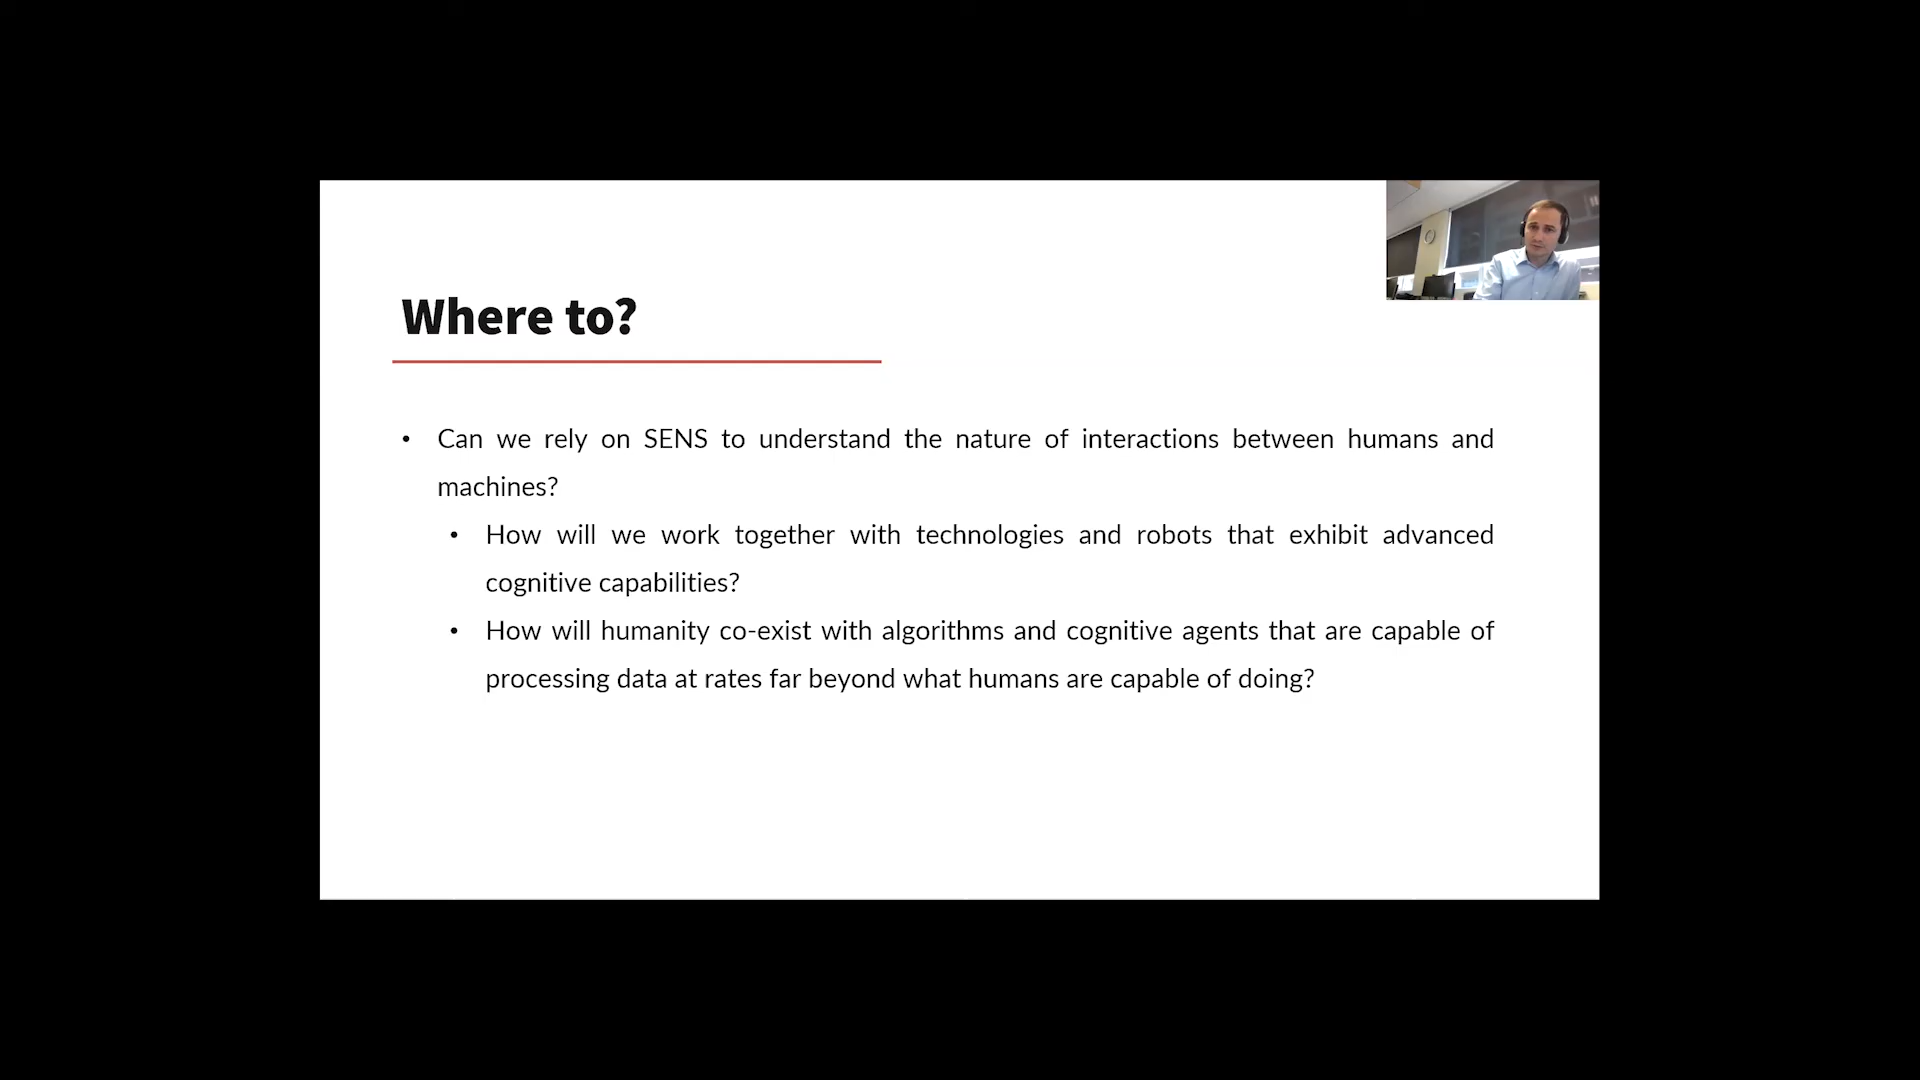 Where to?
• Can we rely on SENS to understand the nature of interactions between humans and
machines?
• How will we work together with technologies and robots that exhibit advanced
cognitive capabilities?
• How will humanity co-exist with algorithms and cognitive agents that are capable of
processing data at rates far beyond what humans are capable of doing?